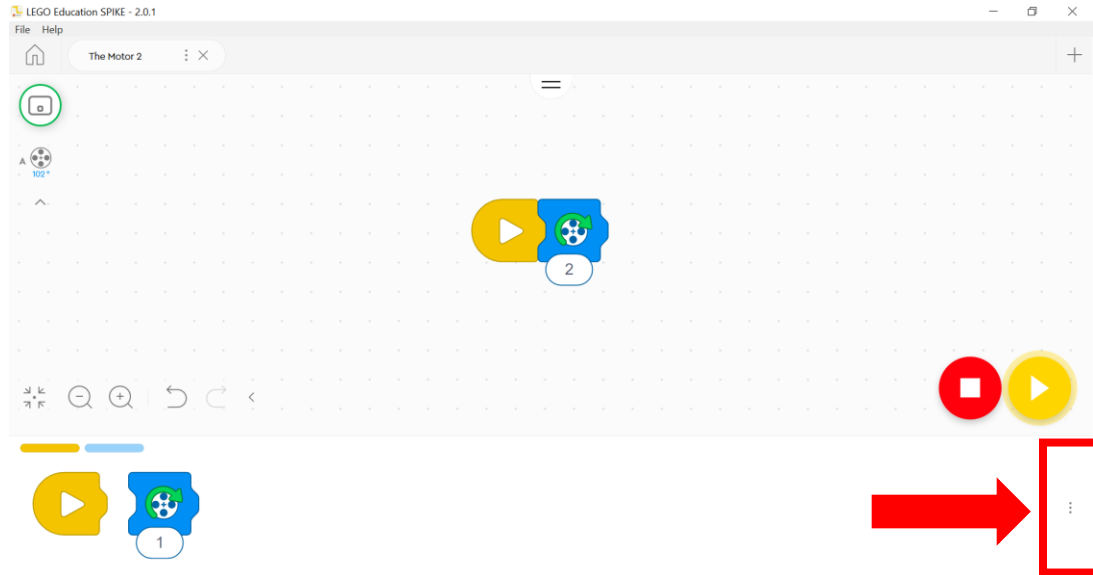 LEGO Education SPIKE - 2.0.1
File Help
The Motor 2
A
102°
2
1